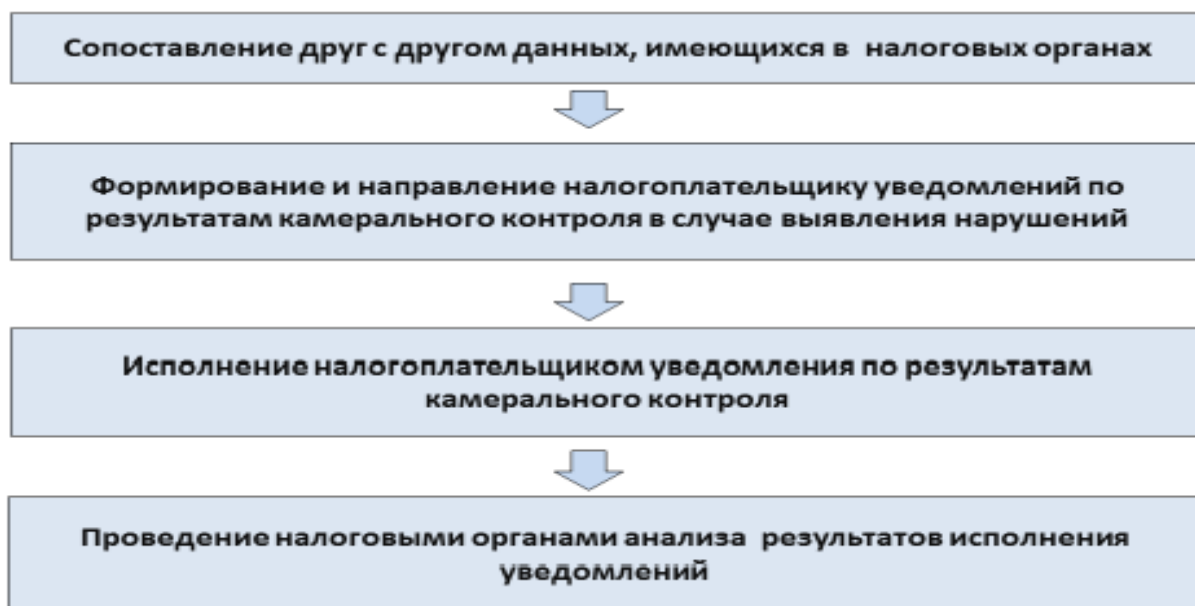 Сопоставление друг с другом данных, имеющихся в налоговых органах
Формирование и направление налогоплательщику уведомлений по
результатам камерального контроля в случае выявления нарушений
Исполнение налогоплательщиком уведомления по результатам
камерального контроля
Проведение налоговыми органами анализа результатов исполнения
уведомлений